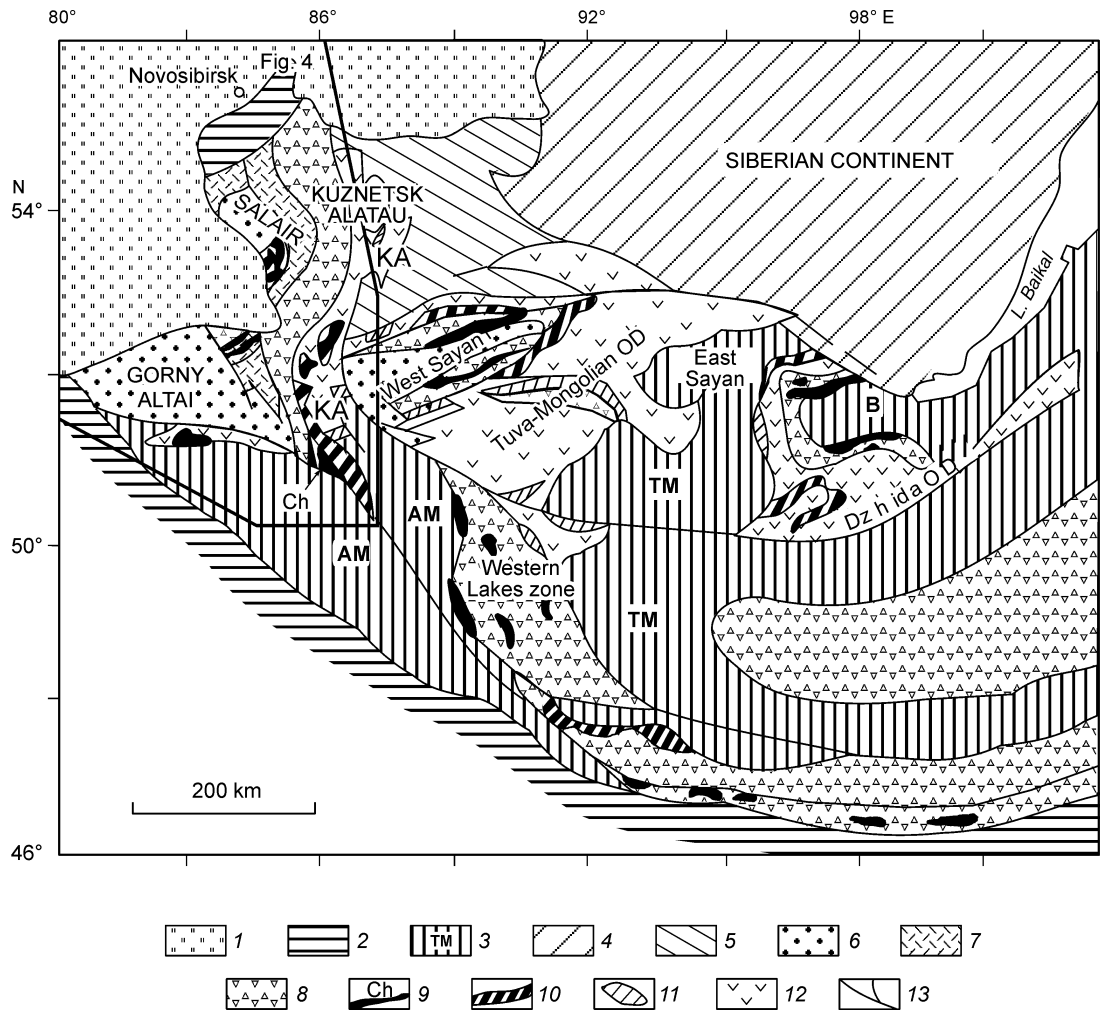 80°
86°
92°
98° E
Fig. 4
Novosibirsk
SIBERIAN CONTINENT
N
54°
KUZNETSK
ALATAU
SALAIR
KA
L. Baikal
West Sayan
Tuva-Mongolian OD
East
Sayan
GORNY
ALTAI
KA
B
Ch
TM
AM
Dzhida OD
50°
AM
Western
Lakes zone
TM
200 km
46°
1
2
TM 3
4
5
6
7
8
Ch 9
10
11
12
13